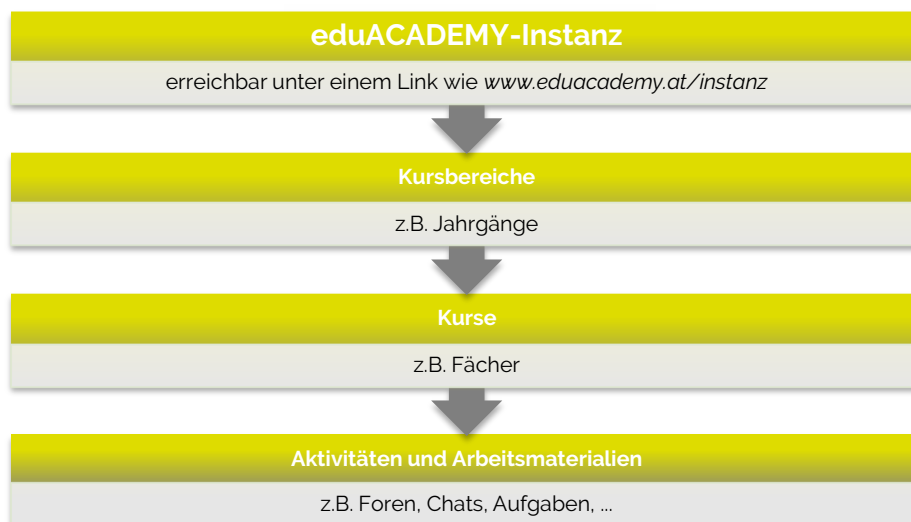 eduACADEMY-Instanz
erreichbar unter einem Link wie www.eduacademy.at/instanz
Kursbereiche
z.B. Jahrgänge
Kurse
z.B. Fächer
Aktivitäten und Arbeitsmaterialien
z.B. Foren, Chats, Aufgaben, ...